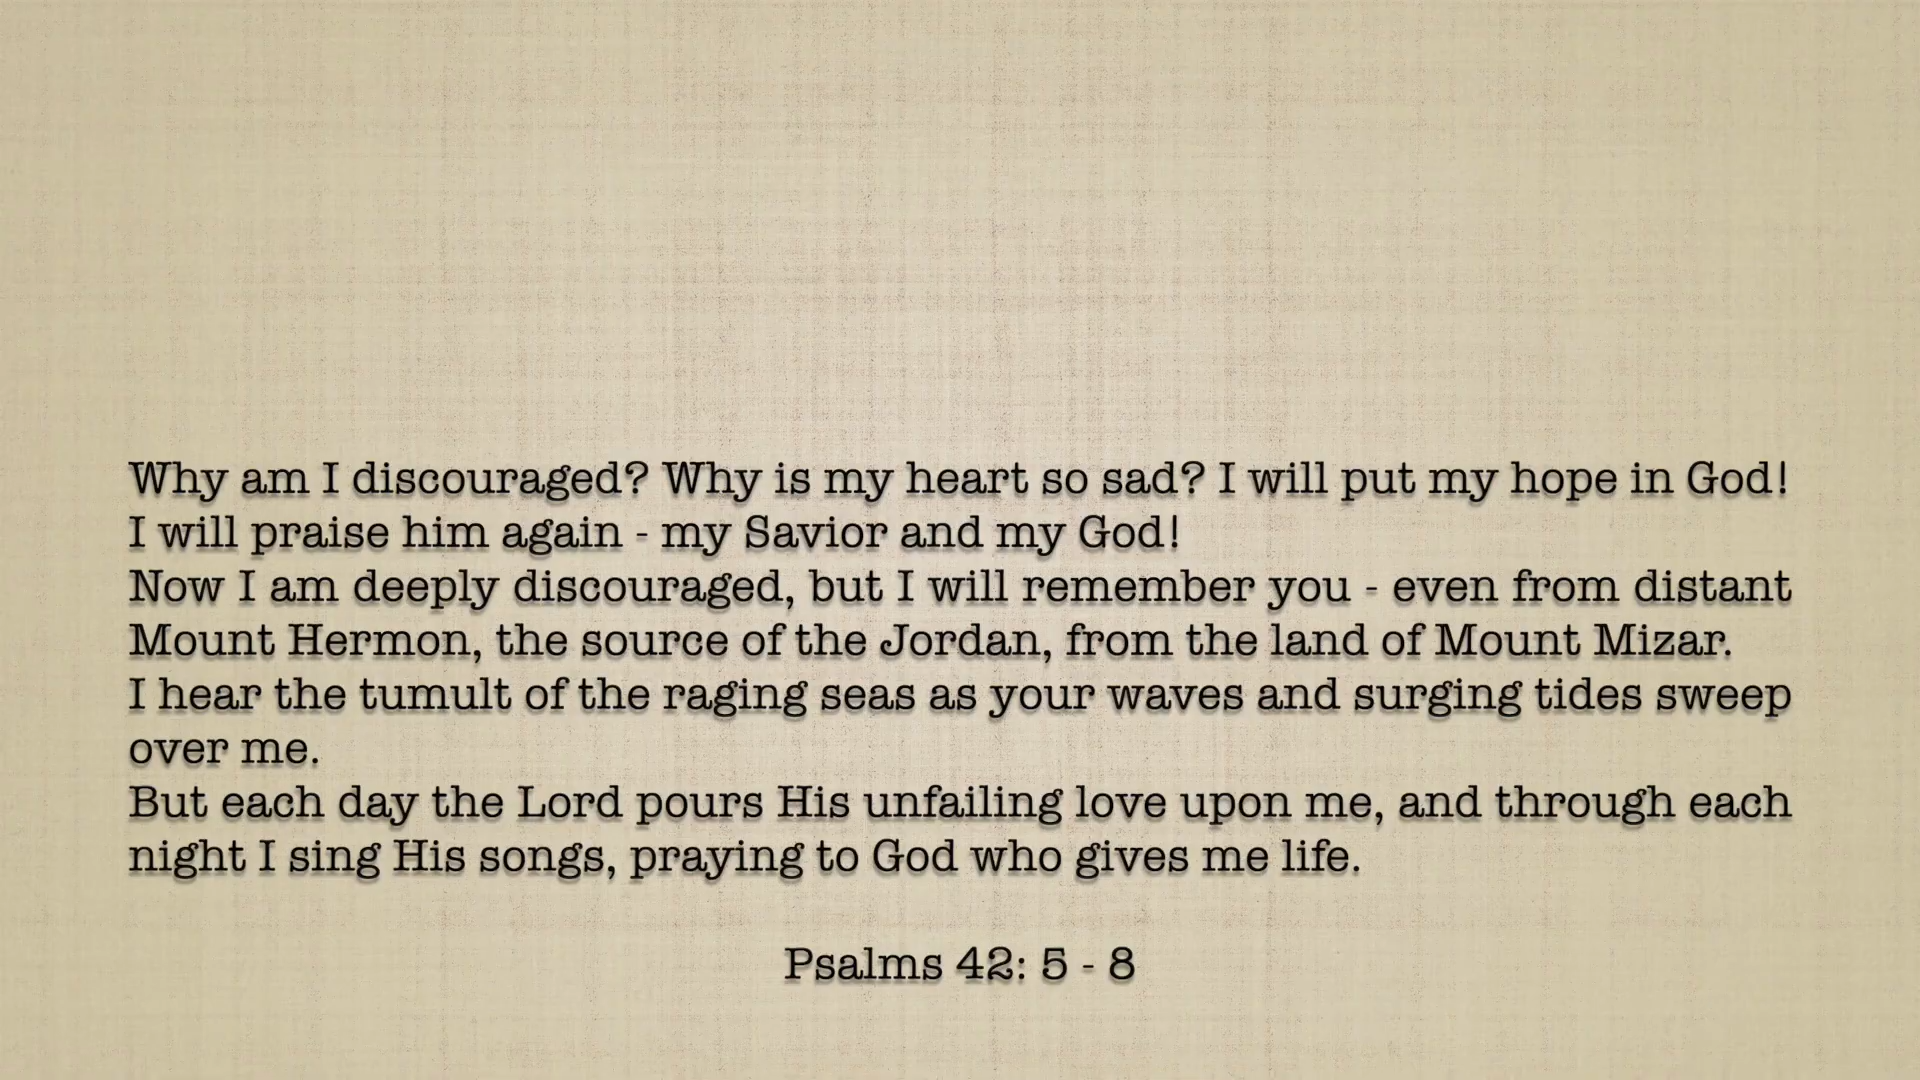 Why am I discouraged? Why is my heart so sad? I will put my hope in God!
I will praise him again - my Savior and my God!
Now I am deeply discouraged, but I will remember you - even from distant
Mount Hermon, the source of the Jordan, from the land of Mount Mizar.
I hear the tumult of the raging seas as your waves and surging tides sweep
over me.
But each day the Lord pours His unfailing love upon me, and through each
night I sing His songs, praying to God who gives me life.
Psalms 42: 5 - 8